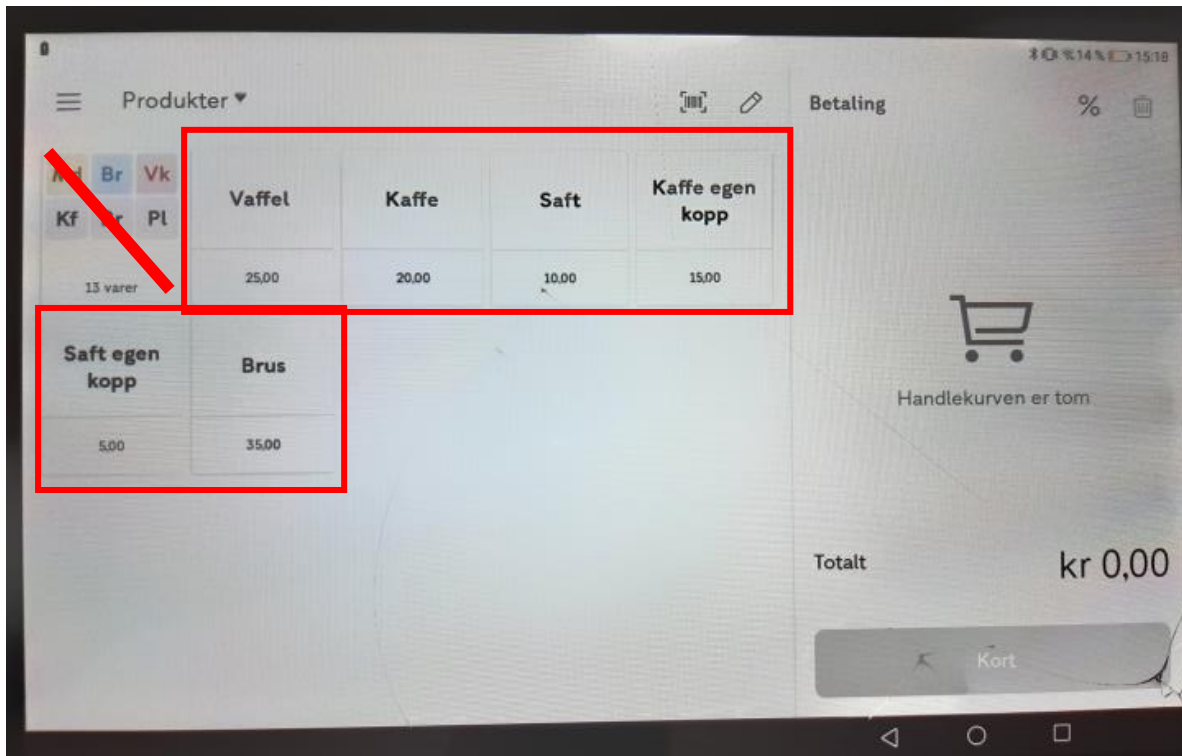 14 % 15:18
Produkter
Betaling
%
Br Vk
Kf Pl
13 varer
Vaffel
25,00
Kaffe
20,00
Saft
10,00
Kaffe egen
kopp
15,00
Saft egen
kopp
5,00
Brus
35,00
Handlekurven er tom
Totalt
kr 0,00
Kort